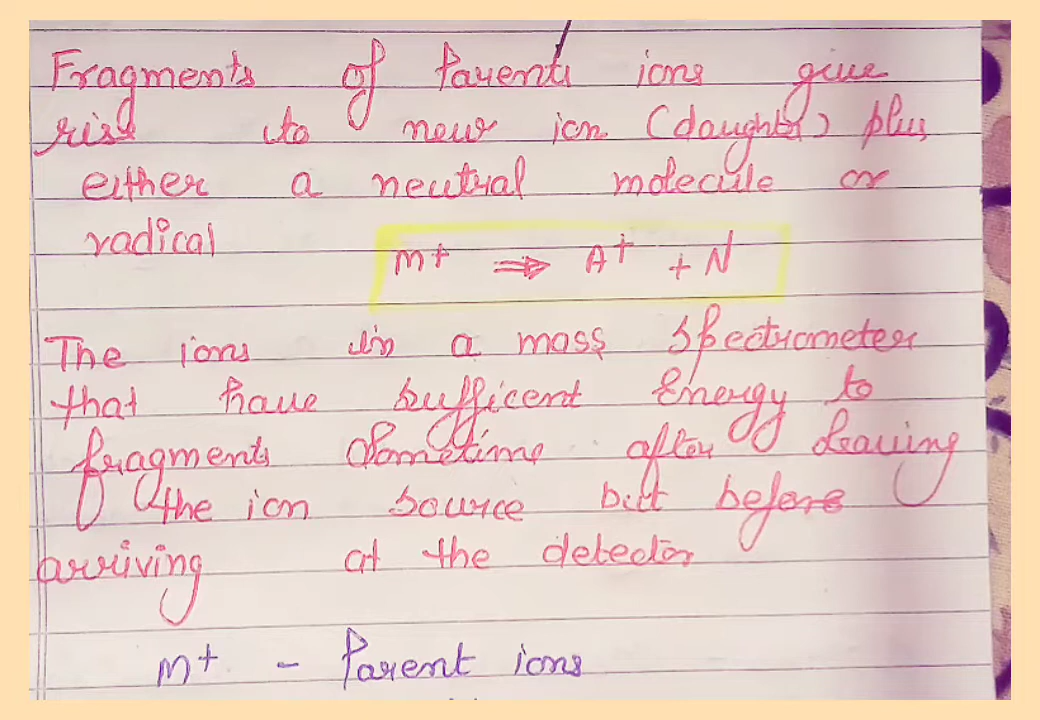 Fragments of Parents ions give
rise to new ion (daughter) plus
either a neutral molecule or
radical
M+ ⇒ A+ + N
The ions in a mass spectrometer
that have sufficent Energy to
fragments sometime after leaving
the ion source but before
arriving at the detector
M+ - Parent ions